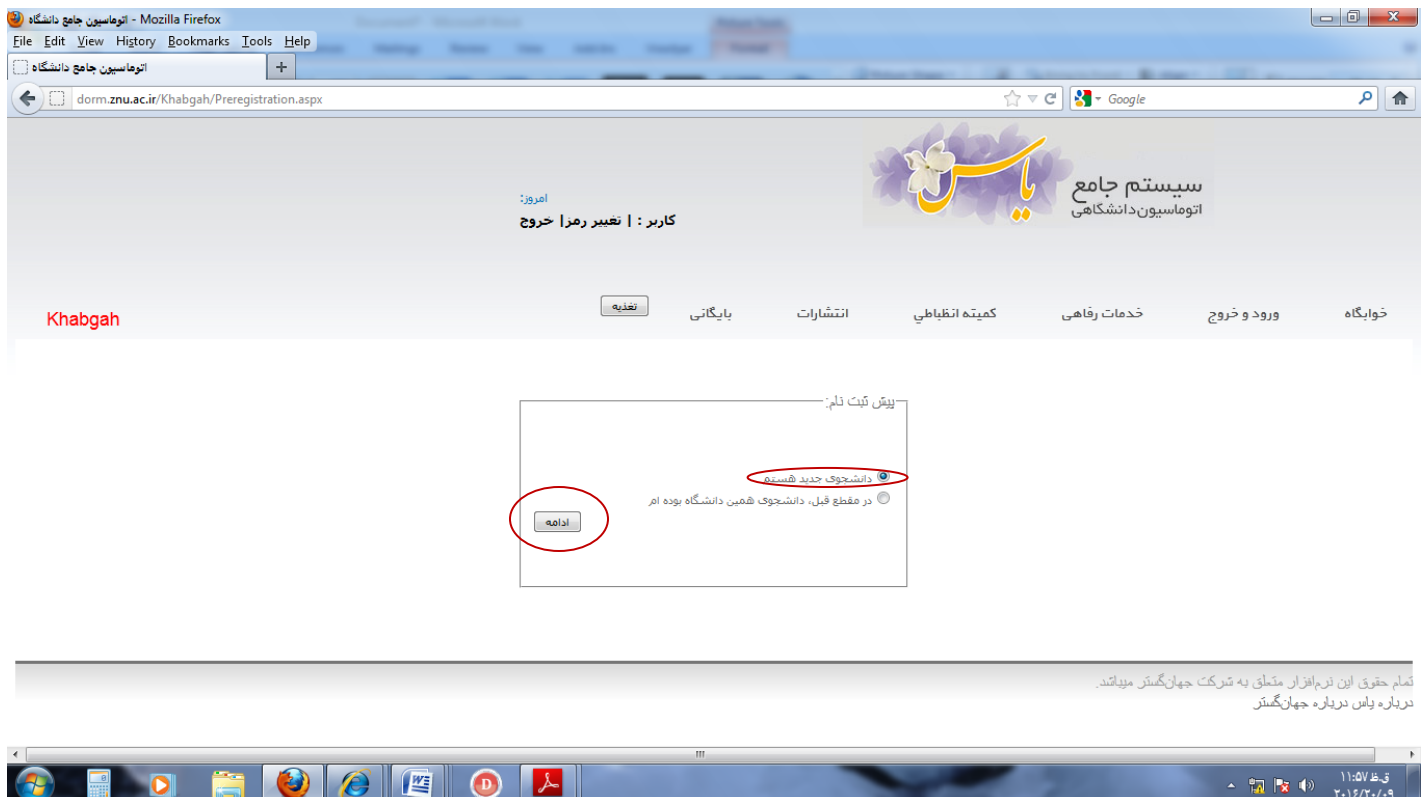 اتوماسیون جامع دانشگاه - Mozilla Firefox
File Edit View History Bookmarks Tools Help
اتوماسیون جامع دانشگاه
+
dorm.znu.ac.ir/Khabgah/Preregistration.aspx
Google
یاس
سیستم جامع
اتوماسیون دانشگاهی
امروز:
کاربر : | تغییر رمز| خروج
خوابگاه
ورود و خروج
خدمات رفاهی
کمیته انظباطي
انتشارات
بایگانی
تغذیه
Khabgah
پیش ثبت نام:
دانشجوی جدید هستم
در مقطع قبل، دانشجوی همین دانشگاه بوده ام
ادامه
تمام حقوق این نرم‌افزار متعلق به شرکت جهان‌گستر میباشد.
درباره یاس درباره جهان‌گستر
ق.ظ ۱۱:۵۷
۲۰۱۶/۲۰/۰۹